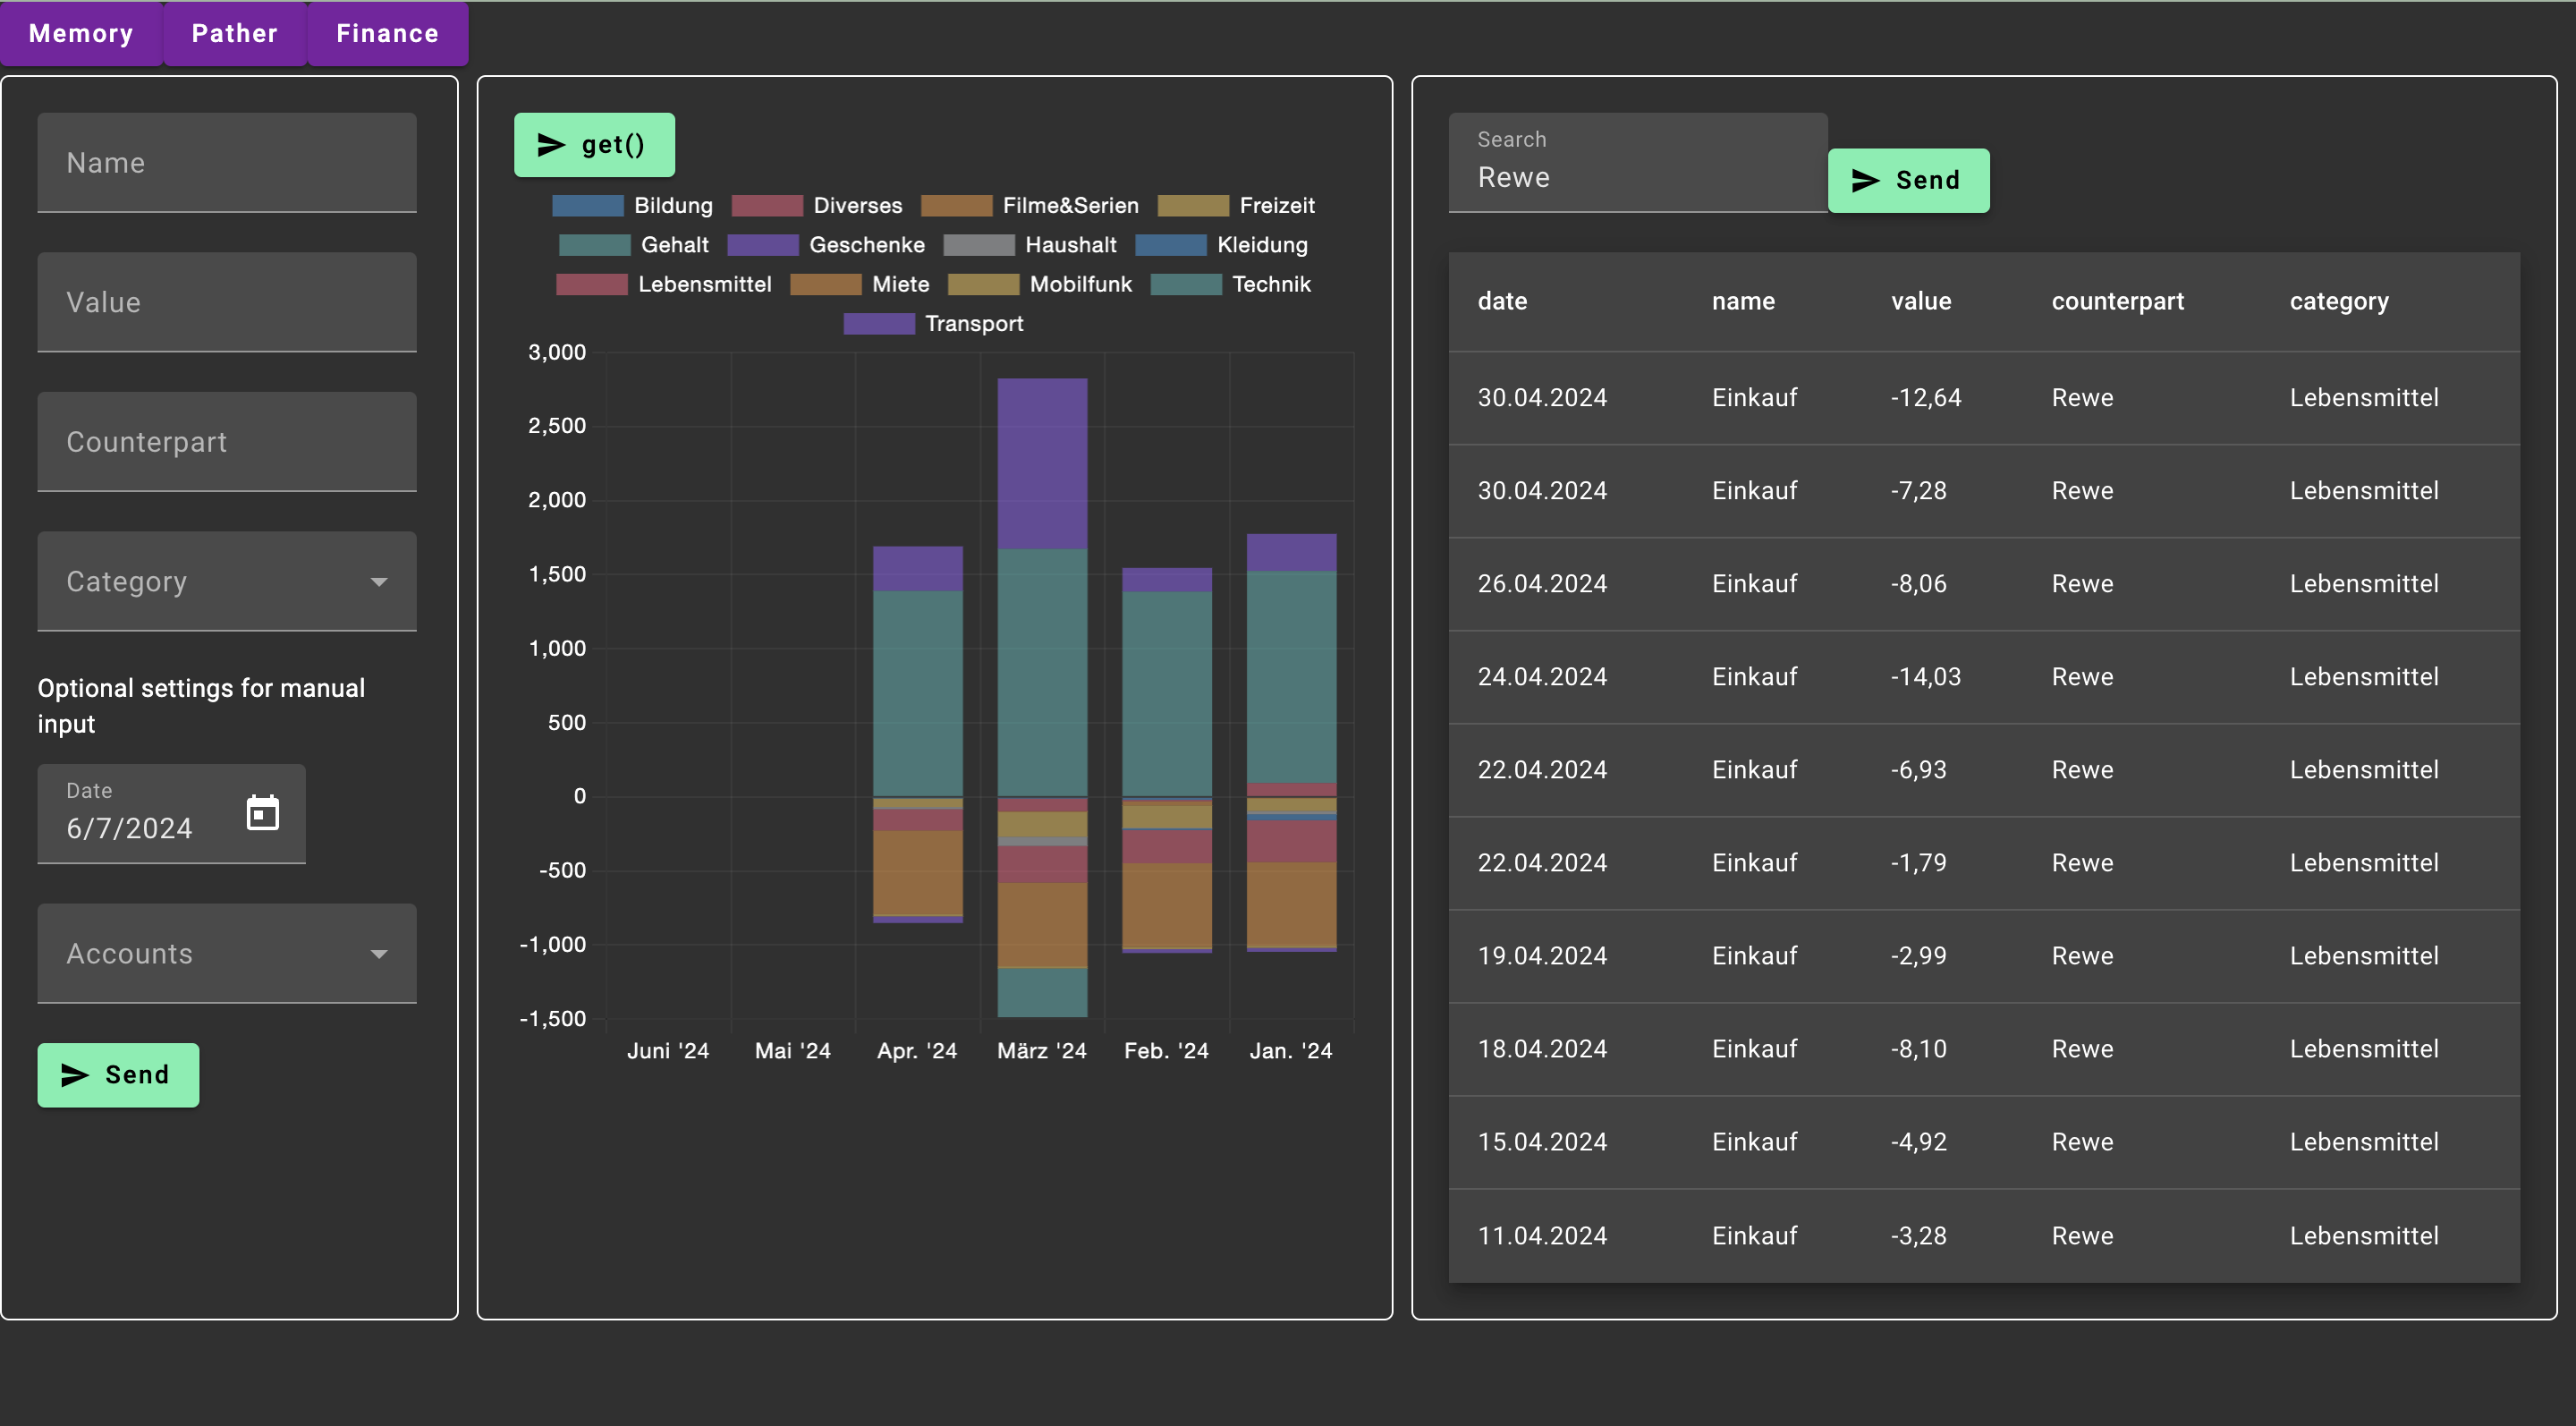 Memory Pather Finance
Name
Value
Counterpart
Category
Optional settings for manual
input
Date
6/7/2024
Accounts
Send
get()
Bildung Diverses Filme&Serien Freizeit
Gehalt Geschenke Haushalt Kleidung
Lebensmittel Miete Mobilfunk Technik
Transport
3,000
2,500
2,000
1,500
1,000
500
0
-500
-1,000
-1,500
Juni '24 Mai '24 Apr. '24 März '24 Feb. '24 Jan. '24
Search
Rewe
Send
date name value counterpart category
30.04.2024 Einkauf -12,64 Rewe Lebensmittel
30.04.2024 Einkauf -7,28 Rewe Lebensmittel
26.04.2024 Einkauf -8,06 Rewe Lebensmittel
24.04.2024 Einkauf -14,03 Rewe Lebensmittel
22.04.2024 Einkauf -6,93 Rewe Lebensmittel
22.04.2024 Einkauf -1,79 Rewe Lebensmittel
19.04.2024 Einkauf -2,99 Rewe Lebensmittel
18.04.2024 Einkauf -8,10 Rewe Lebensmittel
15.04.2024 Einkauf -4,92 Rewe Lebensmittel
11.04.2024 Einkauf -3,28 Rewe Lebensmittel